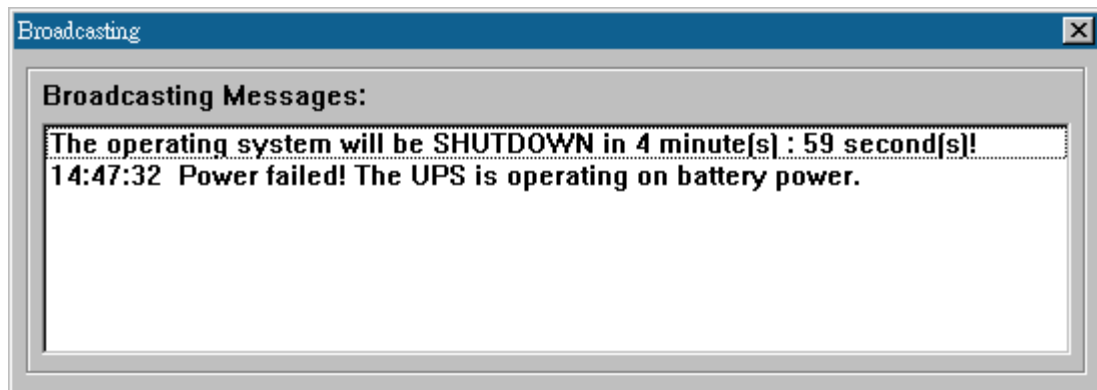 Broadcasting
Broadcasting Messages:
The operating system will be SHUTDOWN in 4 minute(s) : 59 second(s)!
14:47:32 Power failed! The UPS is operating on battery power.